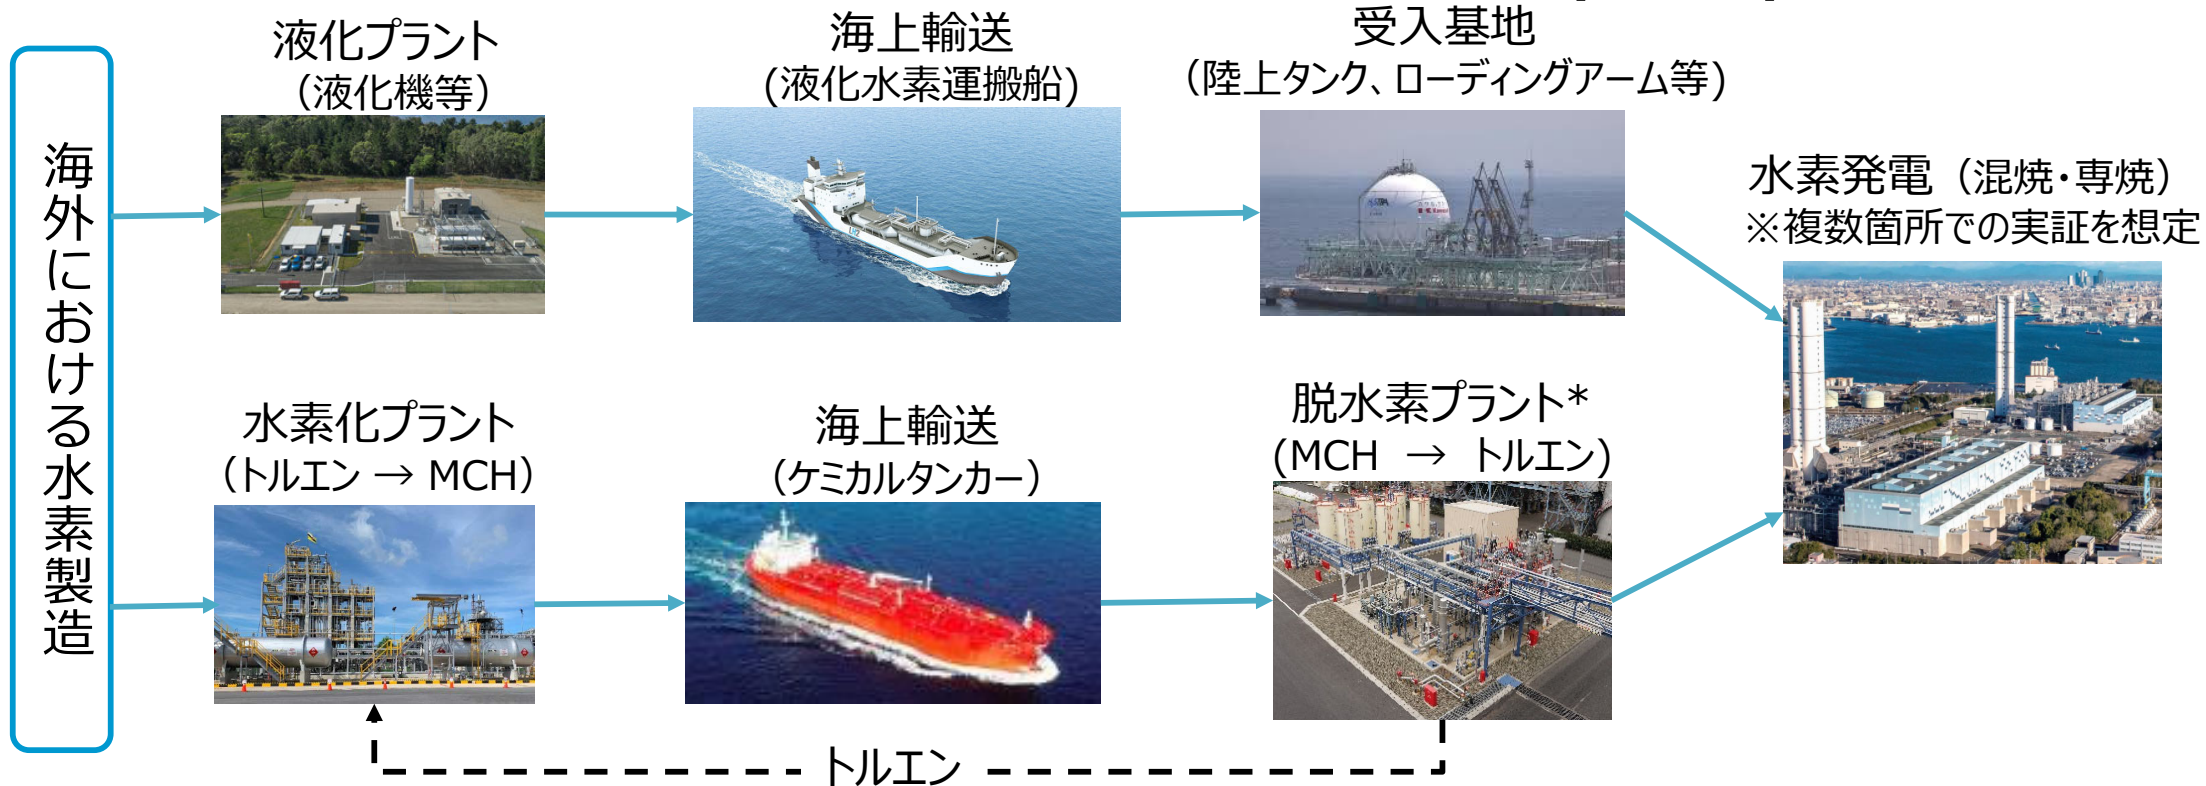 海外における水素製造
液化プラント
（液化機等）
海上輸送
(液化水素運搬船)
受入基地
（陸上タンク、ローディングアーム等）
水素発電（混焼・専焼）
※複数箇所での実証を想定
水素化プラント
（トルエン → MCH）
海上輸送
（ケミカルタンカー）
脱水素プラント*
(MCH → トルエン)
トルエン